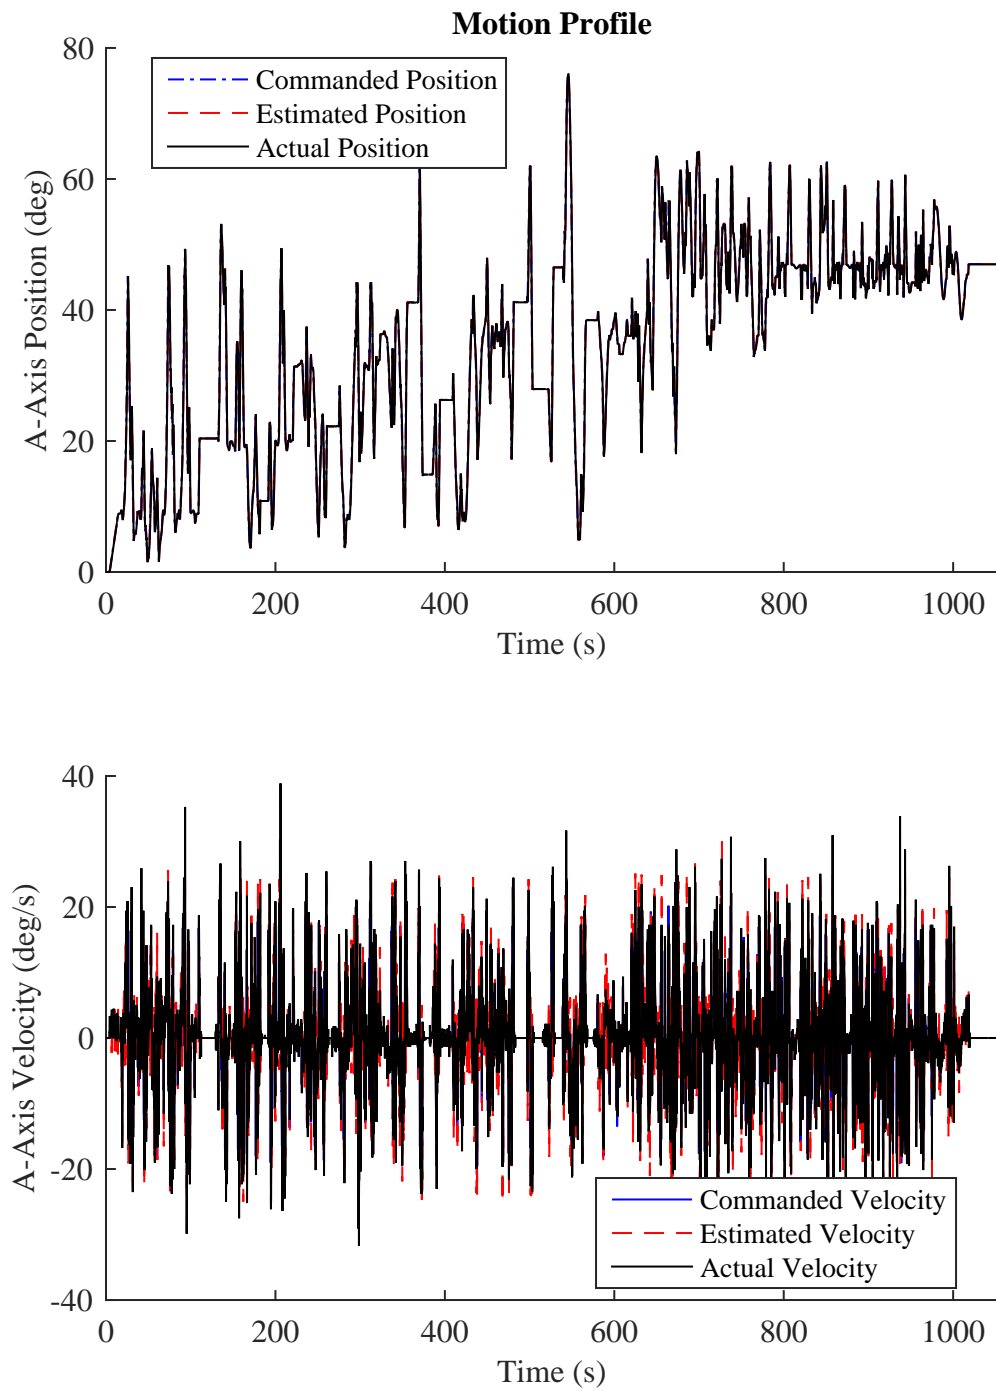 Motion Profile
80
60
40
20
0
A-Axis Position (deg)
Commanded Position
Estimated Position
Actual Position
0 200 400 600 800 1000
Time (s)
40
20
0
-20
-40
A-Axis Velocity (deg/s)
Commanded Velocity
Estimated Velocity
Actual Velocity
0 200 400 600 800 1000
Time (s)